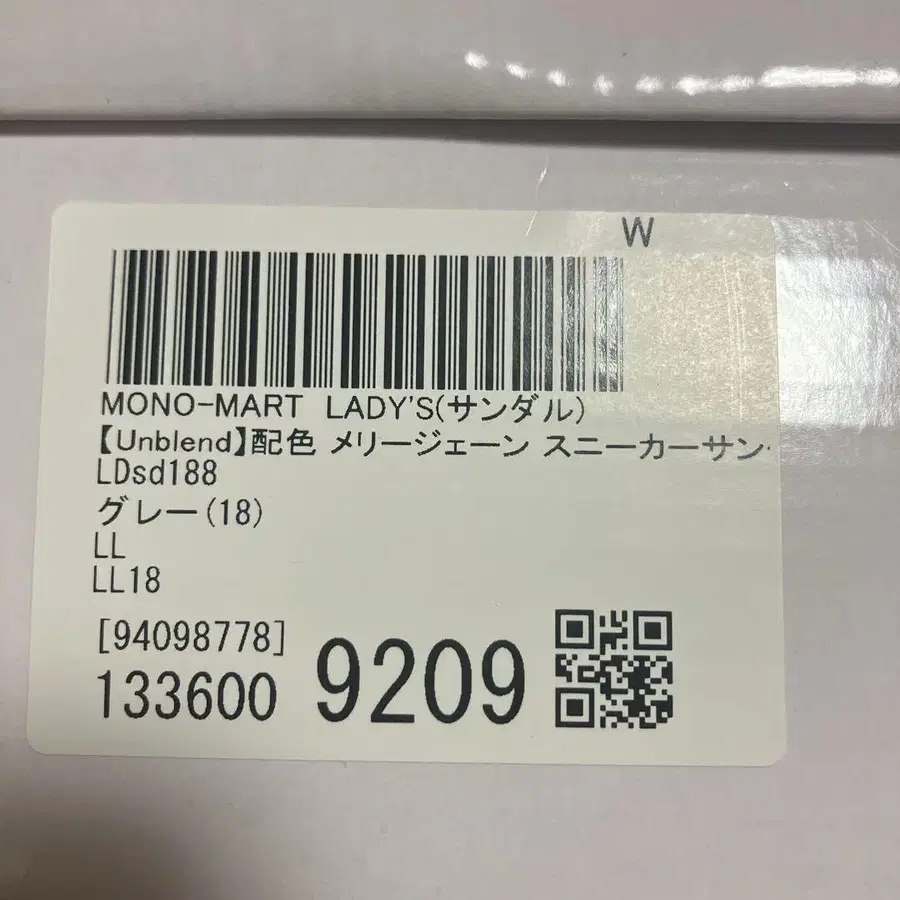 W
MONO-MART LADY'S(サンダル)
【Unblend】配色 メリージェーン スニーカーサン
LDsd188
グレー(18)
LL
LL18
[94098778]
133600 9209